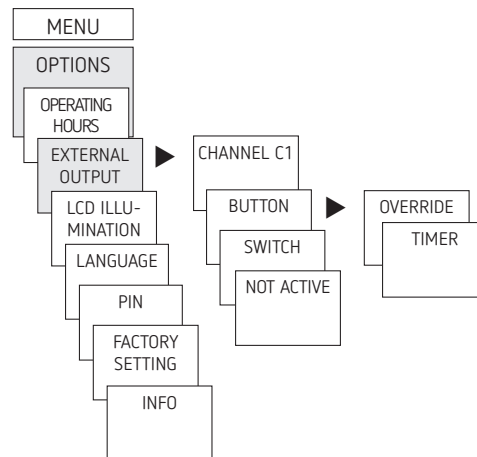 MENU
OPTIONS
OPERATING
HOURS
EXTERNAL
OUTPUT
LCD ILLU-
MINATION
LANGUAGE
PIN
FACTORY
SETTING
INFO
CHANNEL C1
BUTTON
SWITCH
NOT ACTIVE
OVERRIDE
TIMER